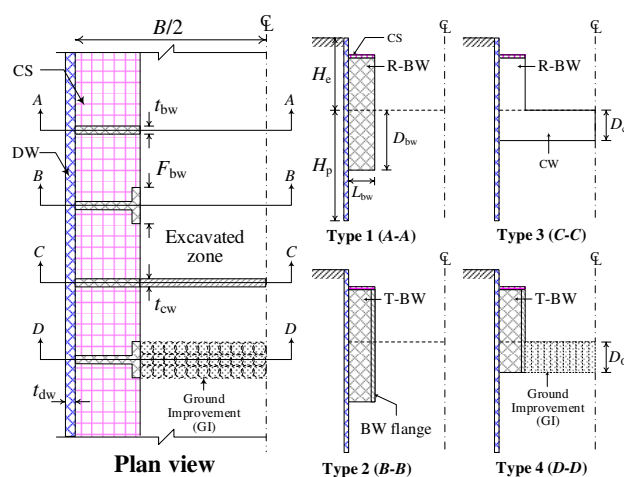 B/2
℄
CS
t_bw
A
A
DW
F_bw
B
B
Excavated
zone
C
C
t_cw
D
D
t_dw
Ground
Improvement
(GI)
Plan view
℄
CS
R-BW
H_e
D_bw
H_p
L_bw
Type 1 (A-A)
℄
R-BW
CW
Type 3 (C-C)
℄
T-BW
BW flange
Type 2 (B-B)
℄
T-BW
Ground
Improvement
(GI)
Type 4 (D-D)